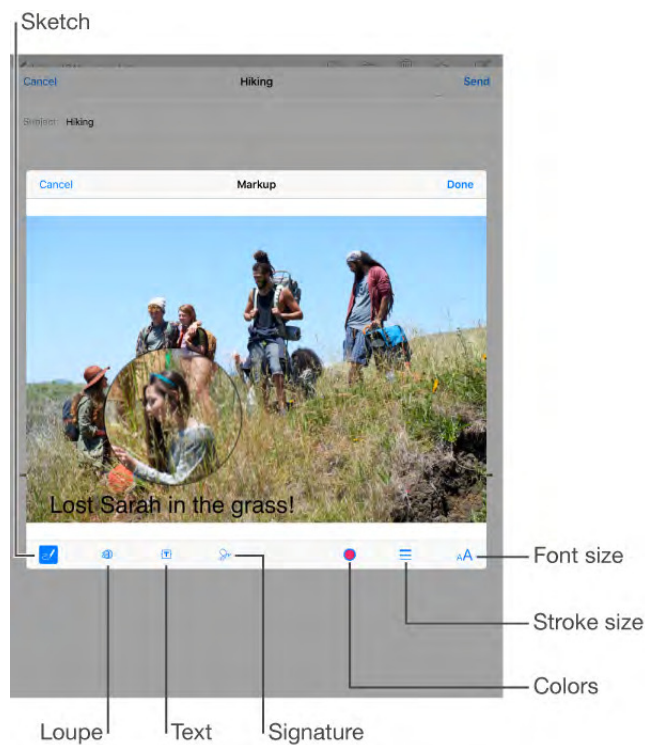 Sketch
Cancel Hiking Send
Subject: Hiking
Cancel Markup Done
Lost Sarah in the grass!
AA
Font size
Stroke size
Colors
Loupe Text Signature